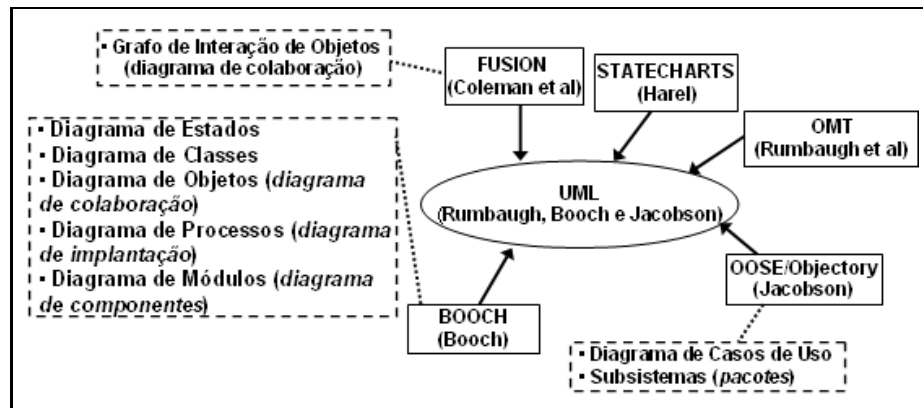 ▪ Grafo de Interação de Objetos
(diagrama de colaboração)
FUSION
(Coleman et al)
STATECHARTS
(Harel)
OMT
(Rumbaugh et al)
▪ Diagrama de Estados
▪ Diagrama de Classes
▪ Diagrama de Objetos (diagrama
de colaboração)
▪ Diagrama de Processos (diagrama
de implantação)
▪ Diagrama de Módulos (diagrama
de componentes)
UML
(Rumbaugh, Booch e Jacobson)
OOSE/Objectory
(Jacobson)
BOOCH
(Booch)
▪ Diagrama de Casos de Uso
▪ Subsistemas (pacotes)